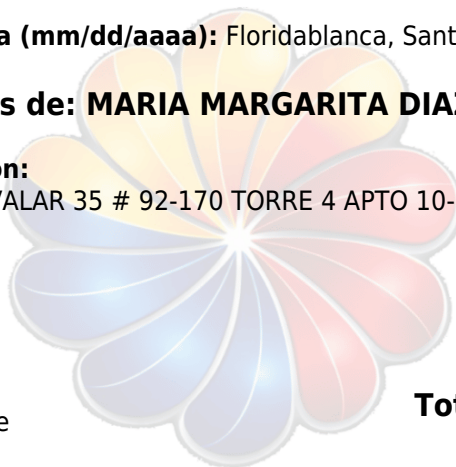 a (mm/dd/aaaa): Floridablanca, Sant
s de: MARIA MARGARITA DIA
on:
VALAR 35 # 92-170 TORRE 4 APTO 10-
Tot
e